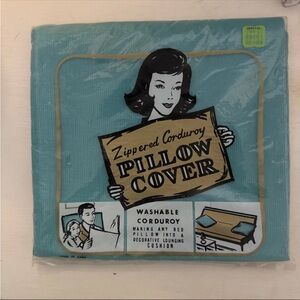 Zippered Corduroy
PILLOW
COVER
WASHABLE
CORDUROY
MAKING ANY BED
PILLOW INTO A
DECORATIVE LOUNGING
CUSHION